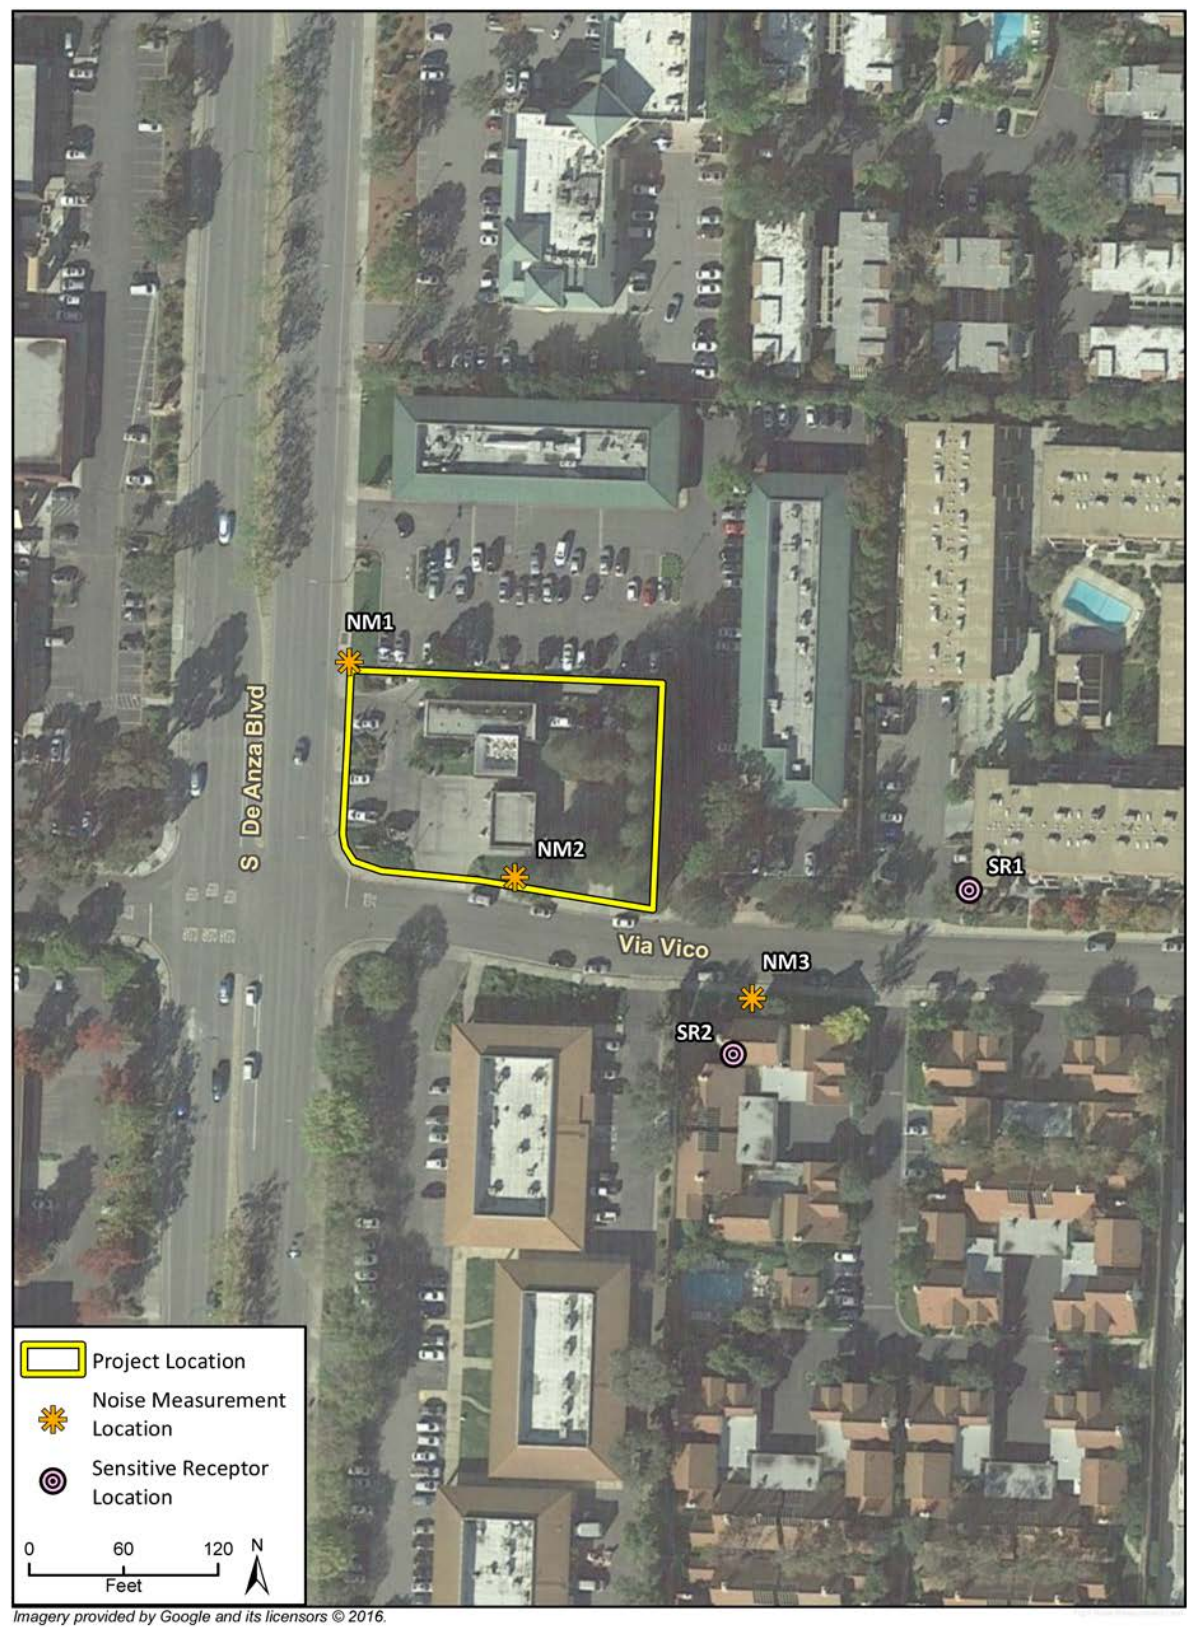 NM1
S De Anza Blvd
NM2
SR1
Via Vico
NM3
SR2
Project Location
Noise Measurement
Location
Sensitive Receptor
Location
0 60 120
Feet
N
Imagery provided by Google and its licensors © 2016.